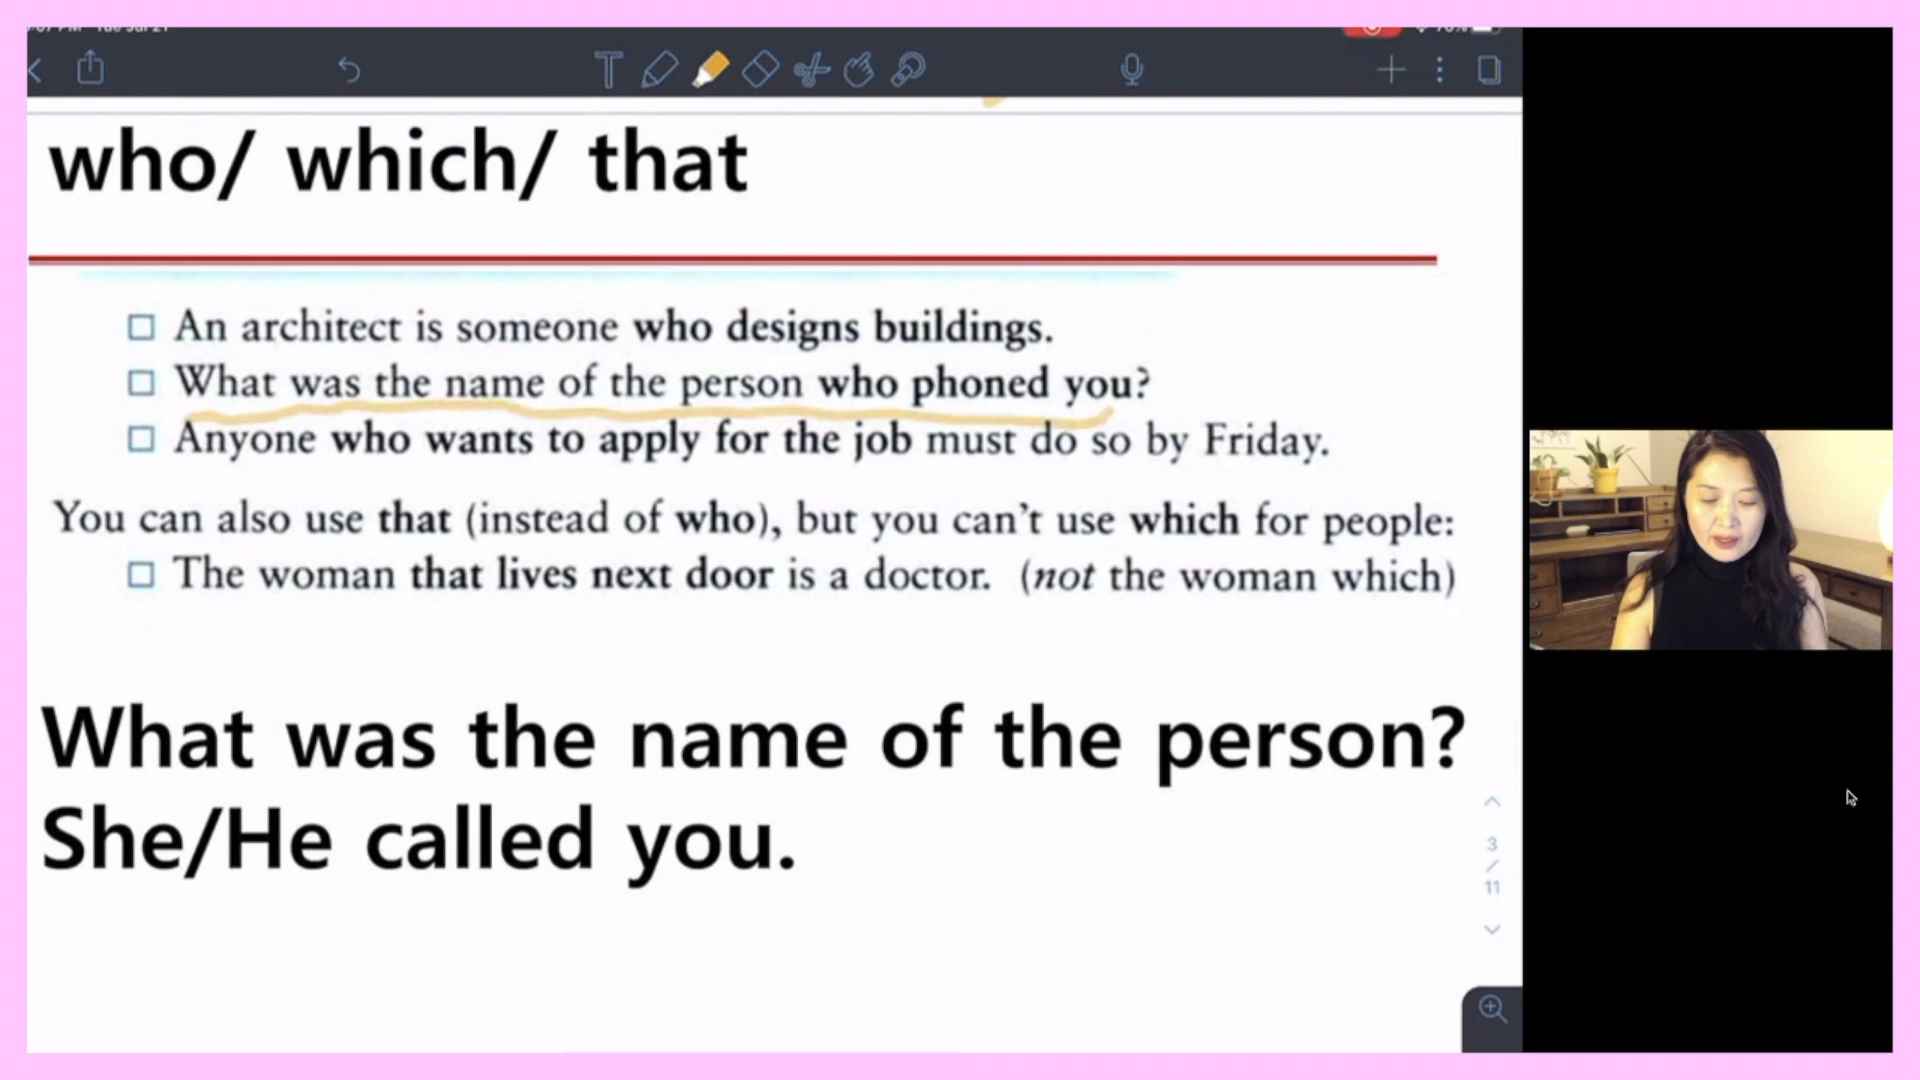 who/ which/ that
An architect is someone who designs buildings.
What was the name of the person who phoned you?
Anyone who wants to apply for the job must do so by Friday.
You can also use that (instead of who), but you can't use which for people:
The woman that lives next door is a doctor. (not the woman which)
What was the name of the person?
She/He called you.
3
/
11